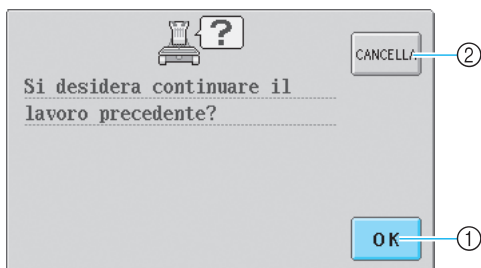 ?
CANCELLA
②
Si desidera continuare il
lavoro precedente?
OK
①